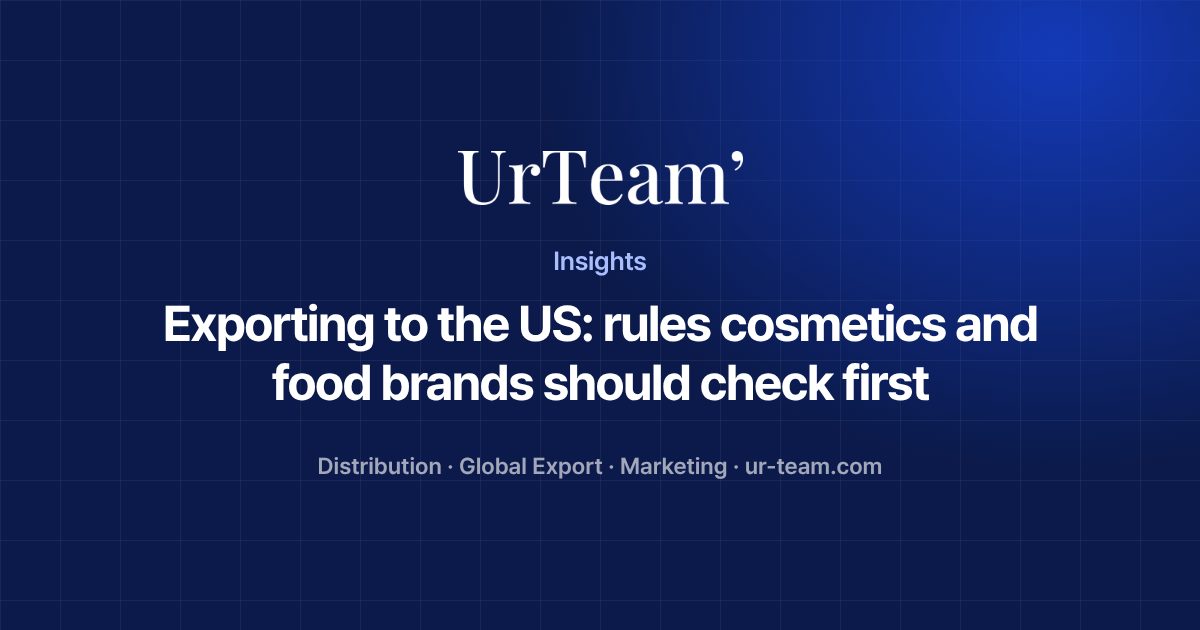 UrTeam’
Insights
Exporting to the US: rules cosmetics and
food brands should check first
Distribution · Global Export · Marketing · ur-team.com